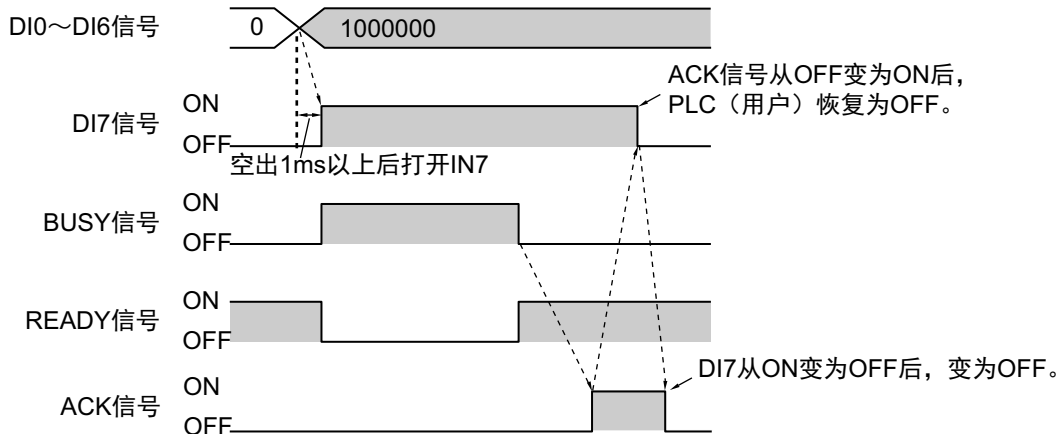 DI0～DI6信号
0
1000000
ACK信号从OFF变为ON后，
PLC（用户）恢复为OFF。
DI7信号
ON
OFF
空出1ms以上后打开IN7
BUSY信号
ON
OFF
READY信号
ON
OFF
DI7从ON变为OFF后，变为OFF。
ACK信号
ON
OFF